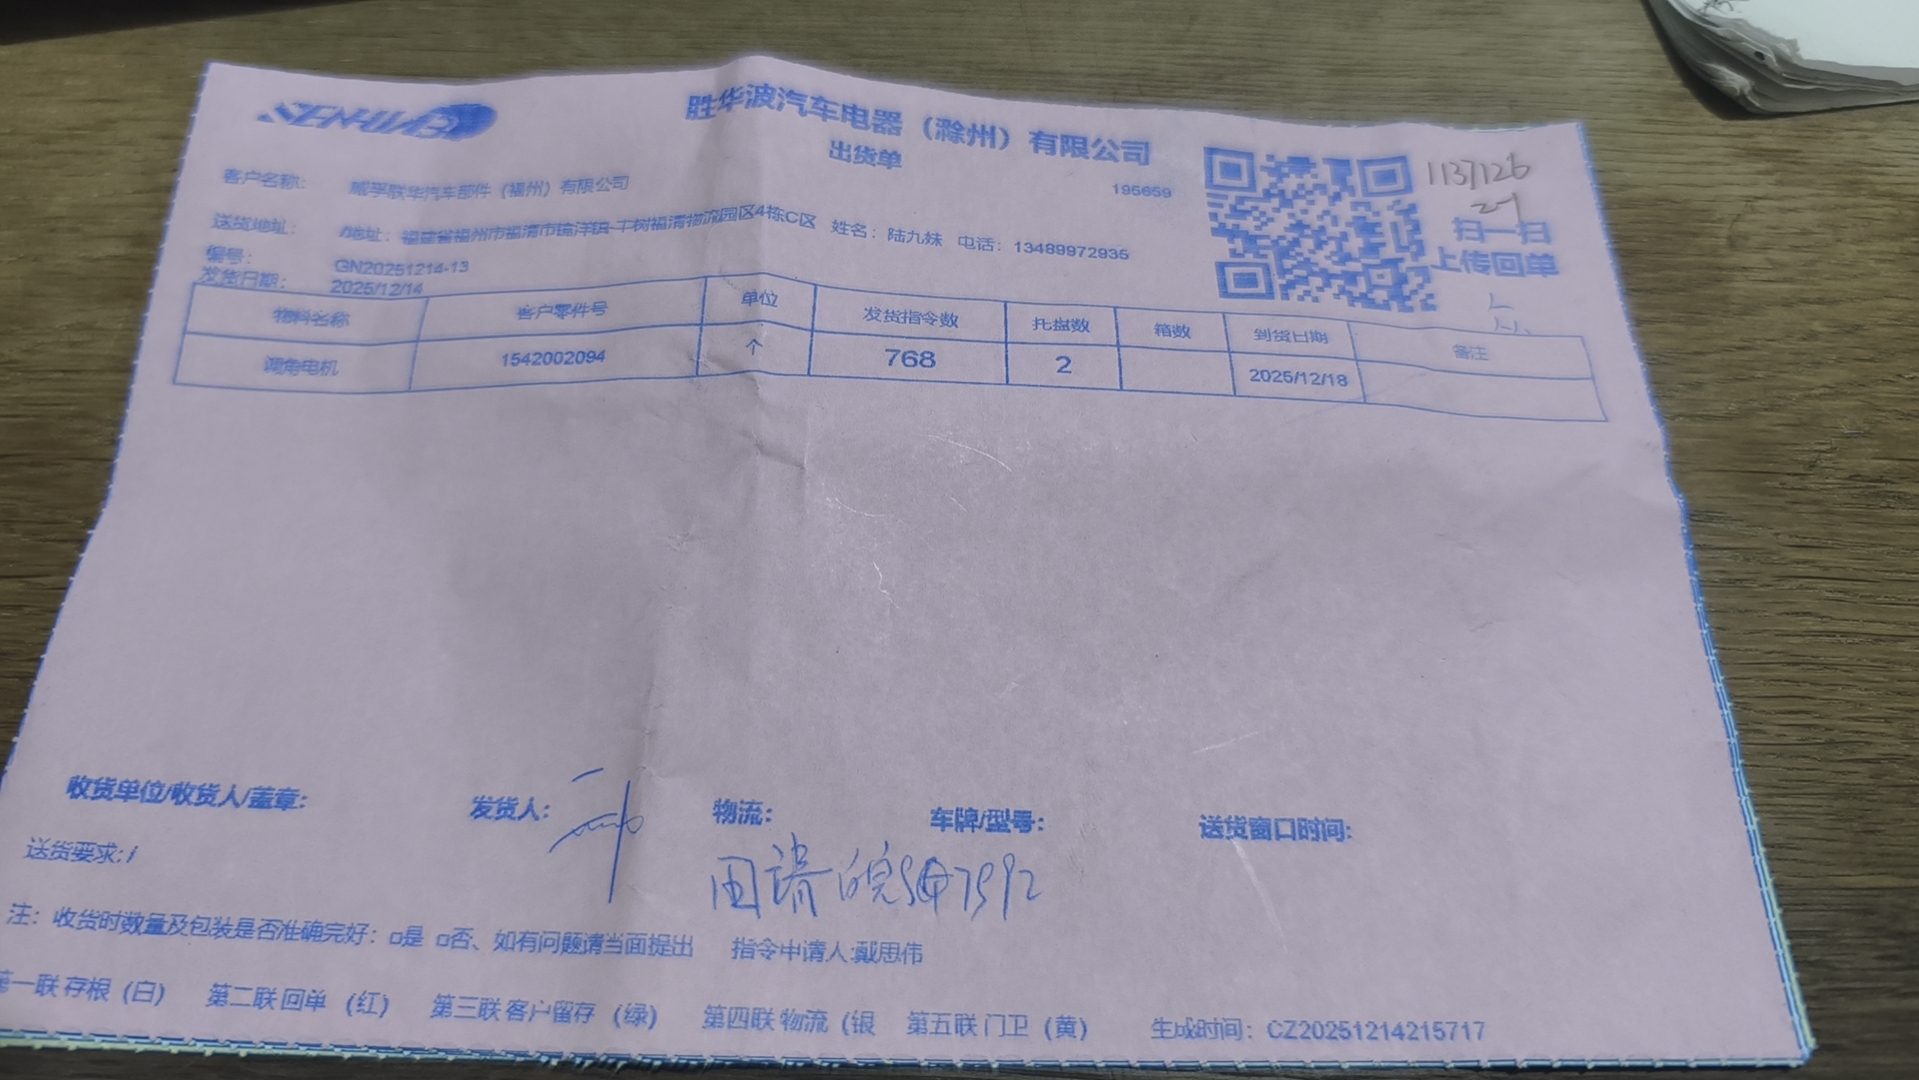 SENHWAB
胜华波汽车电器（滁州）有限公司
出货单
195659
1137126
27
扫一扫
上传回单
客户名称： 威孚联华汽车部件（福州）有限公司
送货地址： /地址：福建省福州市福清市镜洋镇-干树福清物流园区4栋C区 姓名：陆九妹 电话：13489972935
编号： GN20251214-13
发货日期： 2025/12/14
物料名称 客户零件号 单位 发货指令数 托盘数 箱数 到货日期 备注
调角电机 1542002094 个 768 2 2025/12/18
收货单位/收货人/盖章： 发货人： 物流： 车牌/型号： 送货窗口时间：
送货要求:/
注：收货时数量及包装是否准确完好：□是 □否、如有问题请当面提出 指令申请人:戴思伟
第一联 存根（白） 第二联 回单 （红） 第三联 客户留存 （绿） 第四联 物流（银 第五联 门卫（黄） 生成时间：CZ20251214215717